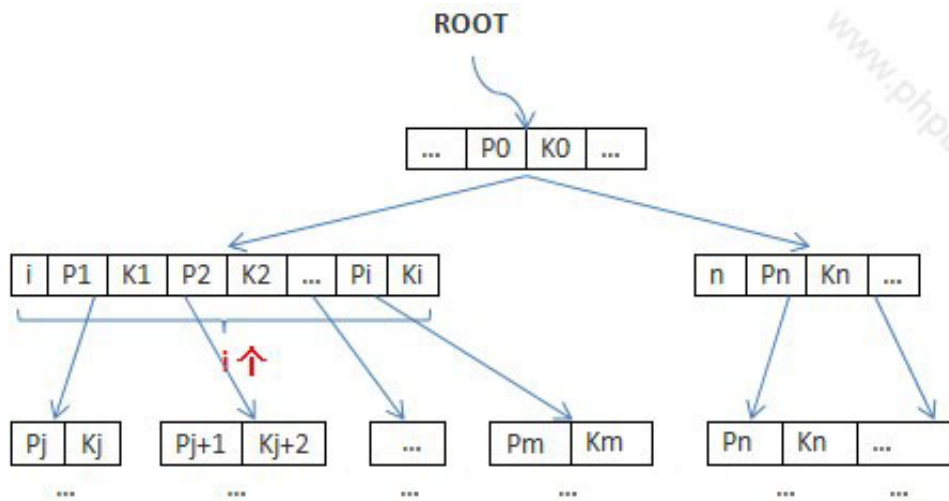 ROOT
... P0 K0 ...
i P1 K1 P2 K2 ... Pi Ki
n Pn Kn ...
i 个
Pj Kj
Pj+1 Kj+2
...
Pm Km
Pn Kn ...
... ... ... ... ... ...